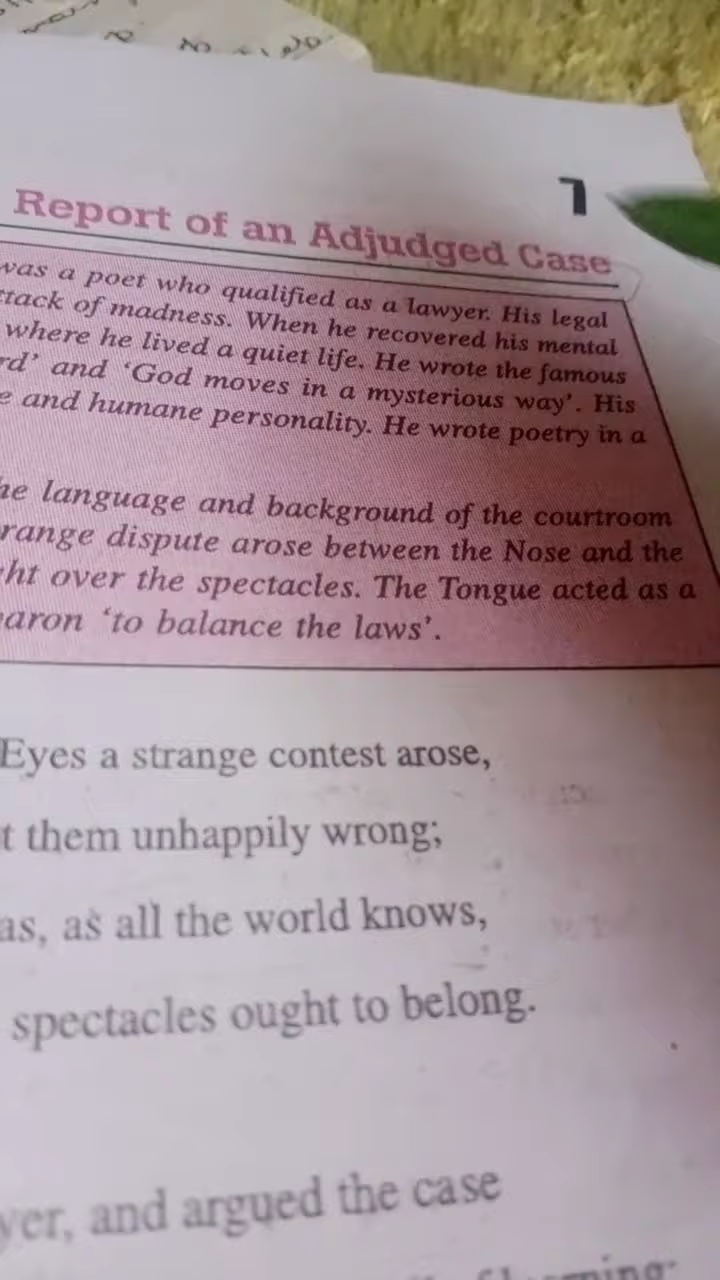 7
Report of an Adjudged Case
was a poet who qualified as a lawyer. His legal
ttack of madness. When he recovered his mental
where he lived a quiet life. He wrote the famous
rd' and 'God moves in a mysterious way'. His
e and humane personality. He wrote poetry in a
he language and background of the courtroom
range dispute arose between the Nose and the
ght over the spectacles. The Tongue acted as a
aron 'to balance the laws'.
Eyes a strange contest arose,
t them unhappily wrong;
as, as all the world knows,
spectacles ought to belong.
yer, and argued the case